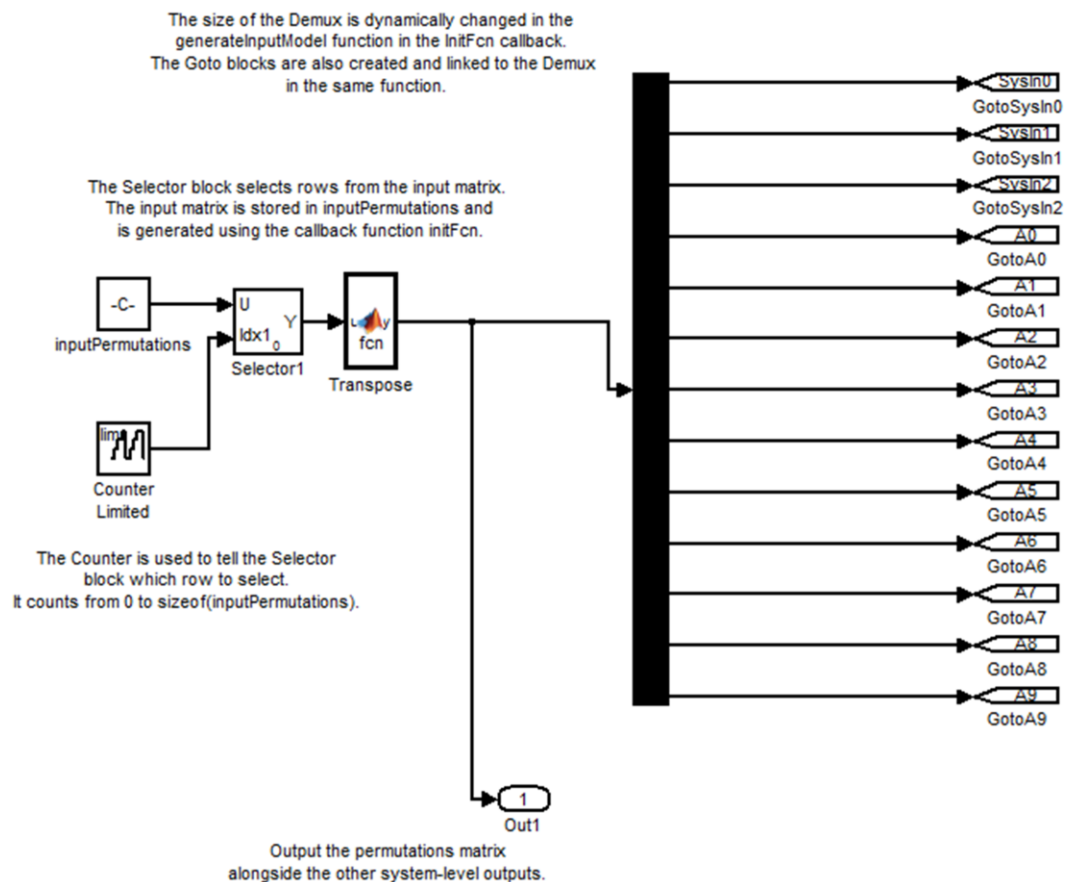 The size of the Demux is dynamically changed in the
generateInputModel function in the InitFcn callback.
The Goto blocks are also created and linked to the Demux
in the same function.
The Selector block selects rows from the input matrix.
The input matrix is stored in inputPermutations and
is generated using the callback function initFcn.
-C-
inputPermutations
U
Y
Idx1
0
Selector1
u
y
fcn
Transpose
lim
Counter
Limited
The Counter is used to tell the Selector
block which row to select.
It counts from 0 to sizeof(inputPermutations).
SysIn0
GotoSysIn0
SysIn1
GotoSysIn1
SysIn2
GotoSysIn2
A0
GotoA0
A1
GotoA1
A2
GotoA2
A3
GotoA3
A4
GotoA4
A5
GotoA5
A6
GotoA6
A7
GotoA7
A8
GotoA8
A9
GotoA9
1
Out1
Output the permutations matrix
alongside the other system-level outputs.